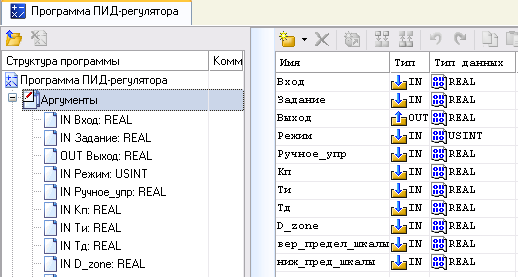 Программа ПИД-регулятора
Структура программы Комм
Программа ПИД-регулятора
Аргументы
IN Вход: REAL
IN Задание: REAL
OUT Выход: REAL
IN Режим: USINT
IN Ручное_упр: REAL
IN Кп: REAL
IN Ти: REAL
IN Тд: REAL
IN D_zone: REAL
Имя Тип Тип данных
Вход IN REAL
Задание IN REAL
Выход OUT REAL
Режим IN USINT
Ручное_упр IN REAL
Кп IN REAL
Ти IN REAL
Тд IN REAL
D_zone IN REAL
вер_предел_шкалы IN REAL
ниж_пред_шкалы IN REAL